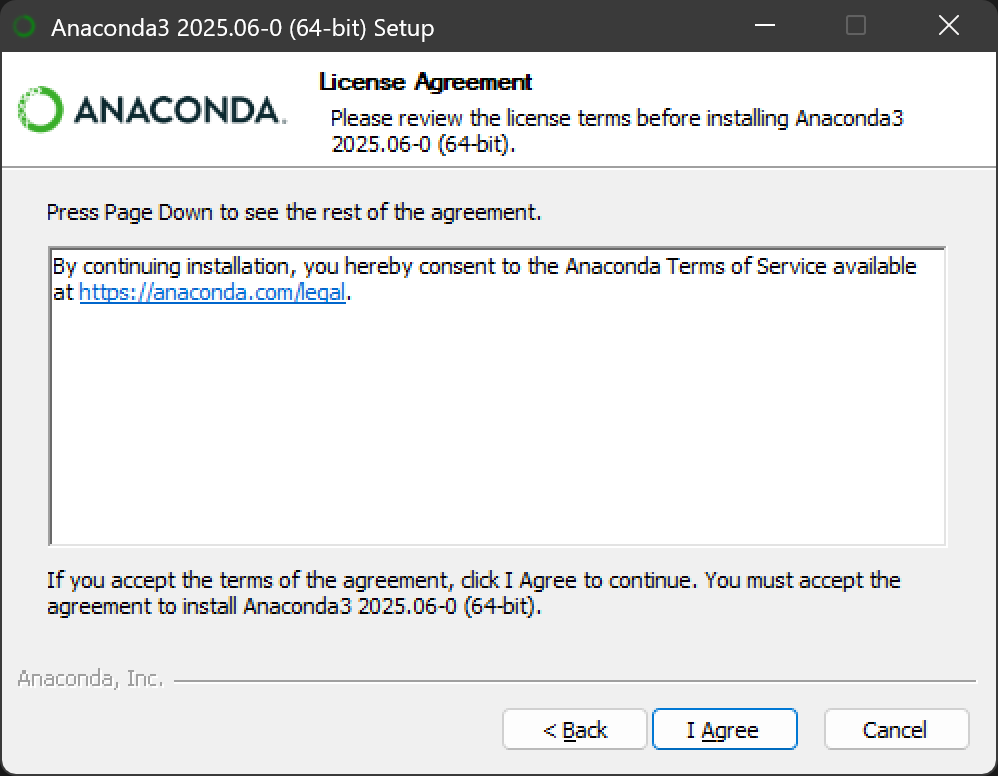 Anaconda3 2025.06-0 (64-bit) Setup
ANACONDA.
License Agreement
Please review the license terms before installing Anaconda3
2025.06-0 (64-bit).
Press Page Down to see the rest of the agreement.
By continuing installation, you hereby consent to the Anaconda Terms of Service available
at https://anaconda.com/legal.
If you accept the terms of the agreement, click I Agree to continue. You must accept the
agreement to install Anaconda3 2025.06-0 (64-bit).
Anaconda, Inc.
< Back
I Agree
Cancel